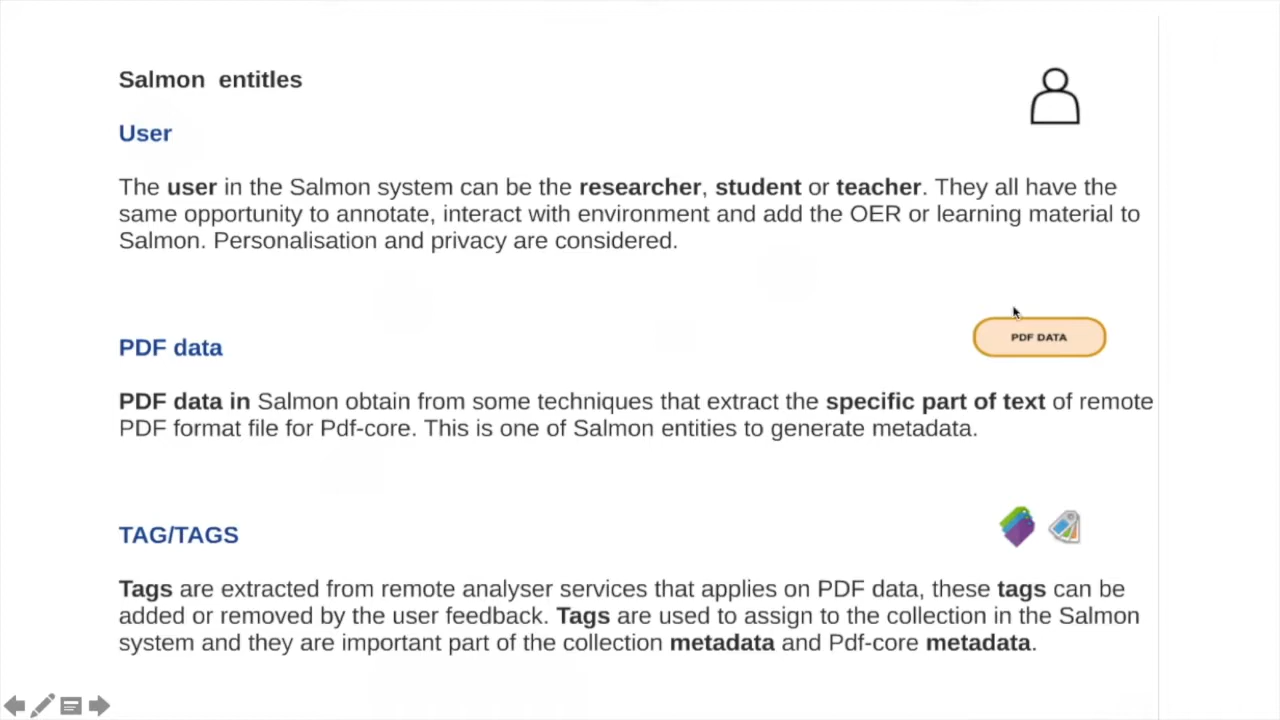 Salmon entitles
User
The user in the Salmon system can be the researcher, student or teacher. They all have the
same opportunity to annotate, interact with environment and add the OER or learning material to
Salmon. Personalisation and privacy are considered.
PDF DATA
PDF data
PDF data in Salmon obtain from some techniques that extract the specific part of text of remote
PDF format file for Pdf-core. This is one of Salmon entities to generate metadata.
TAG/TAGS
Tags are extracted from remote analyser services that applies on PDF data, these tags can be
added or removed by the user feedback. Tags are used to assign to the collection in the Salmon
system and they are important part of the collection metadata and Pdf-core metadata.